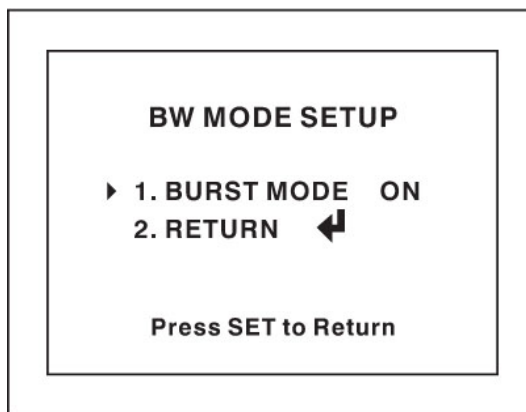 BW MODE SETUP
1. BURST MODE ON
2. RETURN
Press SET to Return